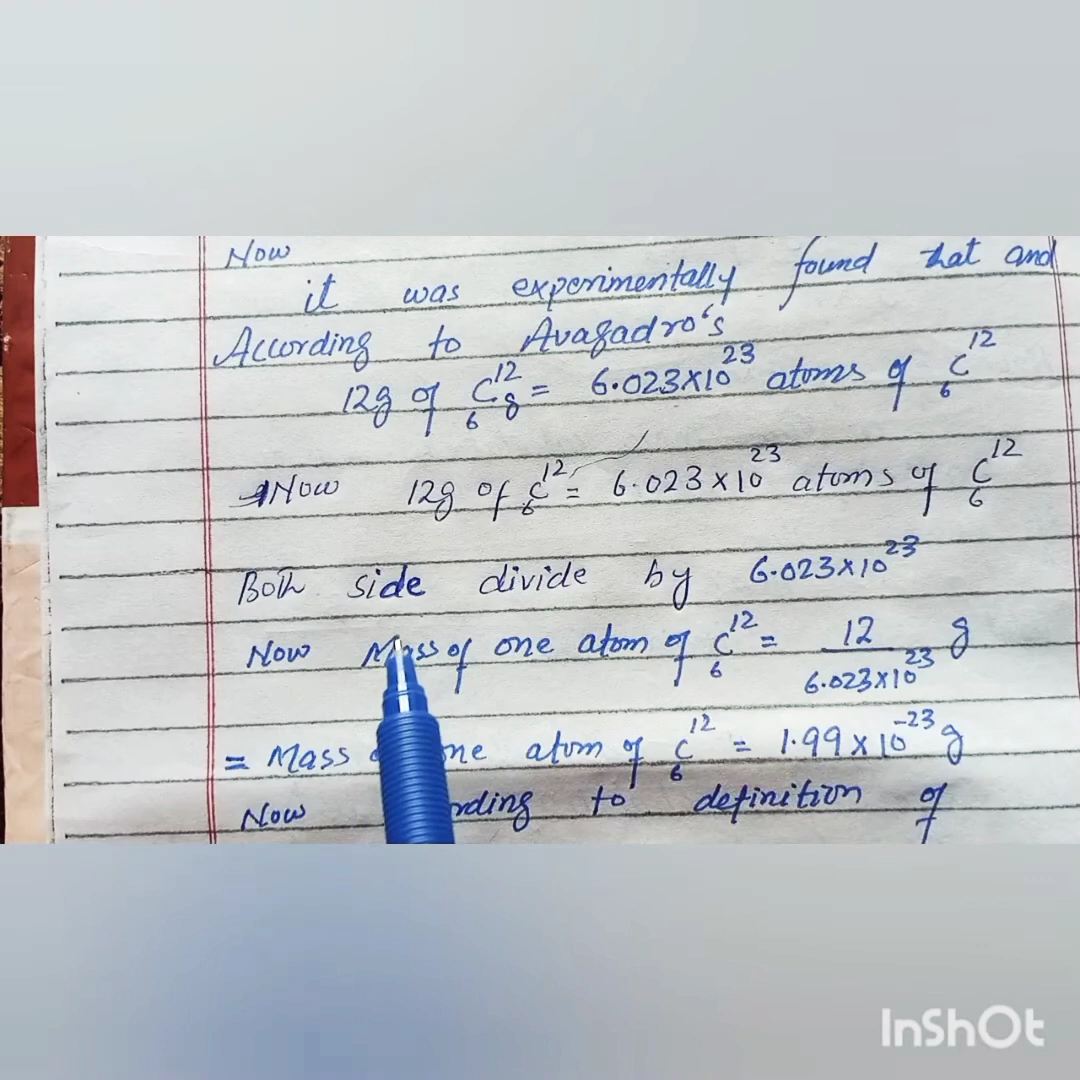 Now
it was experimentally found that and
According to Avagadro's
12g of ₆C¹²g = 6.023×10²³ atoms of ₆C¹²
Now 12g of ₆C¹² = 6.023×10²³ atoms of ₆C¹²
Both side divide by 6.023×10²³
Now Mass of one atom of ₆C¹² = 12/6.023×10²³ g
= Mass ne atom of ₆C¹² = 1.99×10⁻²³ g
Now rding to definition of
InShOt